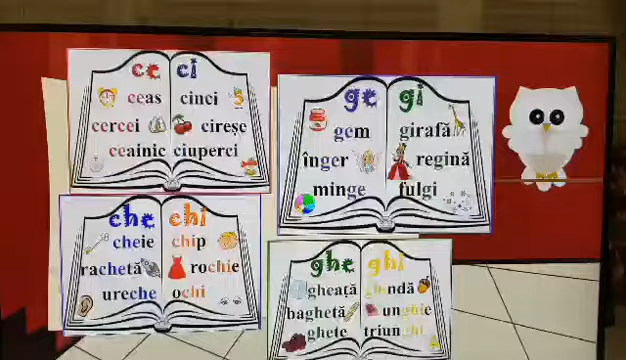 ce ci
ceas cinci
cercei cireșe
ceainic ciuperci
ge gi
gem girafă
înger regină
minge fulgi
che chi
cheie chip
rachetă rochie
ureche ochi
ghe ghi
gheață ghindă
baghetă unghie
ghete triunghi